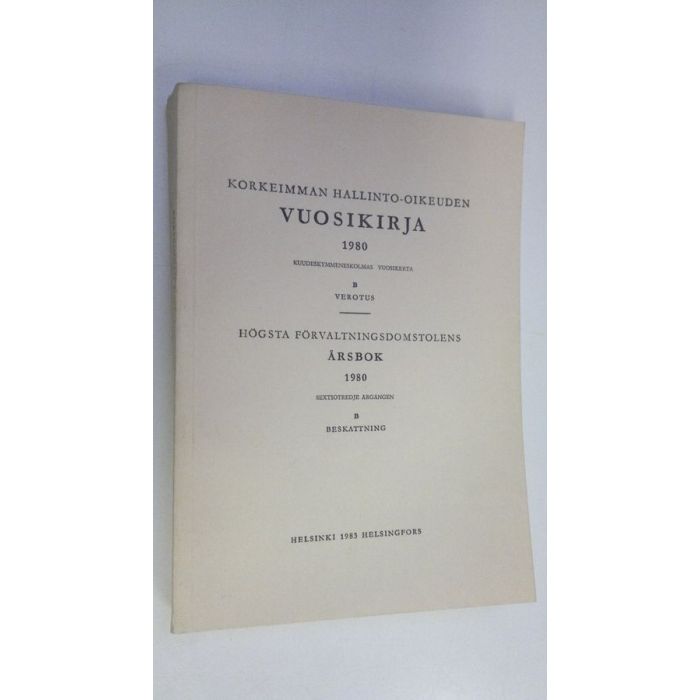 KORKEIMMAN HALLINTO-OIKEUDEN
VUOSIKIRJA
1980
KUUDESKYMMENESKOLMAS VUOSIKERTA
B
VEROTUS
HÖGSTA FÖRVALTNINGSDOMSTOLENS
ÅRSBOK
1980
SEXTIOTREDJE ÅRGÅNGEN
B
BESKATTNING
HELSINKI 1983 HELSINGFORS